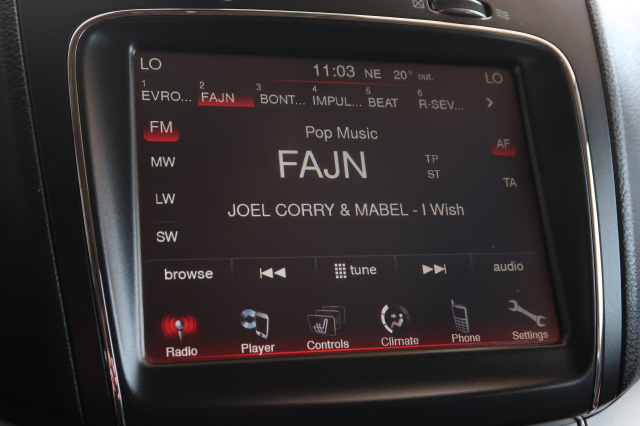 LO 11:03 NE 20° out. LO
1 2 3 4 5 6
EVRO... FAJN BONT... IMPUL... BEAT R-SEV...
FM Pop Music AF
MW FAJN TP
ST
TA
LW JOEL CORRY & MABEL - I Wish
SW
browse tune audio
Radio Player Controls Climate Phone Settings